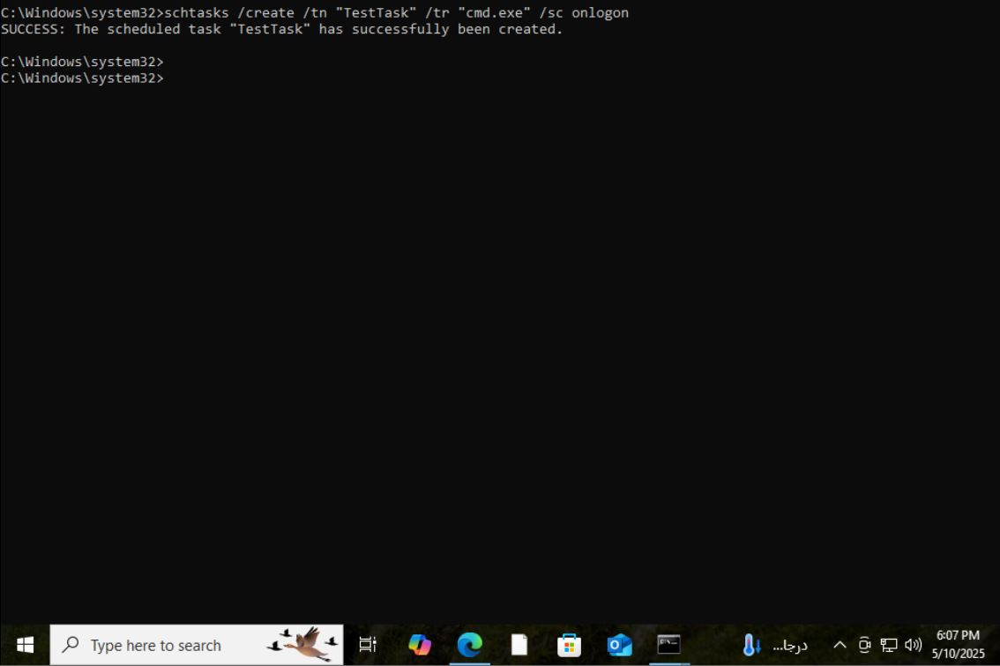 C:\Windows\system32>schtasks /create /tn "TestTask" /tr "cmd.exe" /sc onlogon
SUCCESS: The scheduled task "TestTask" has successfully been created.
C:\Windows\system32>
C:\Windows\system32>
Type here to search
درجا...
6:07 PM
5/10/2025